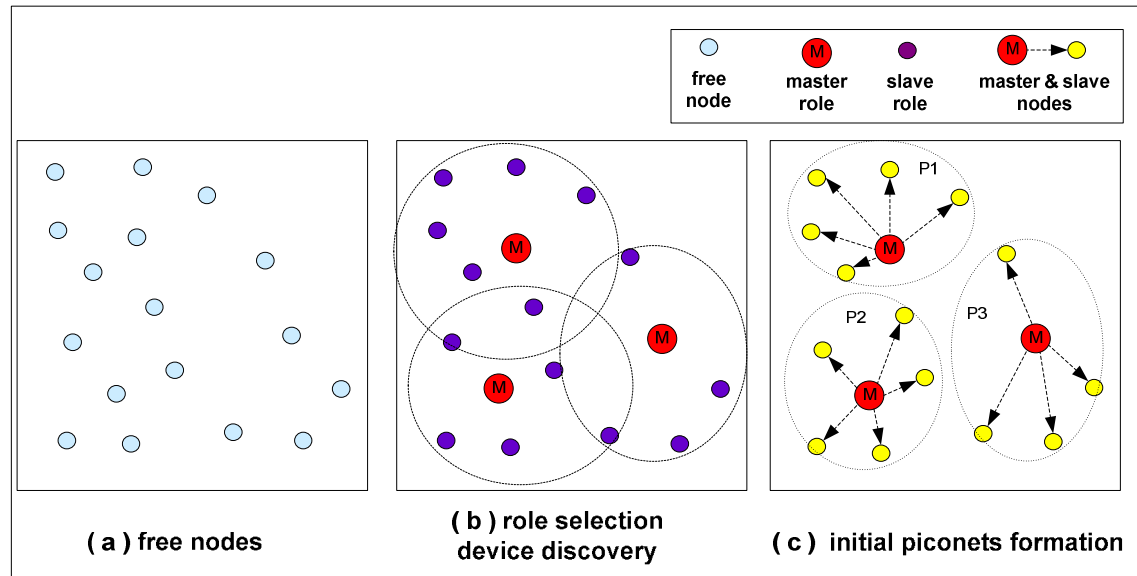 M
M
free
node
master
role
slave
role
master & slave
nodes
M
M
M
P1
M
P2
M
P3
M
( a ) free nodes
( b ) role selection
device discovery
( c ) initial piconets formation